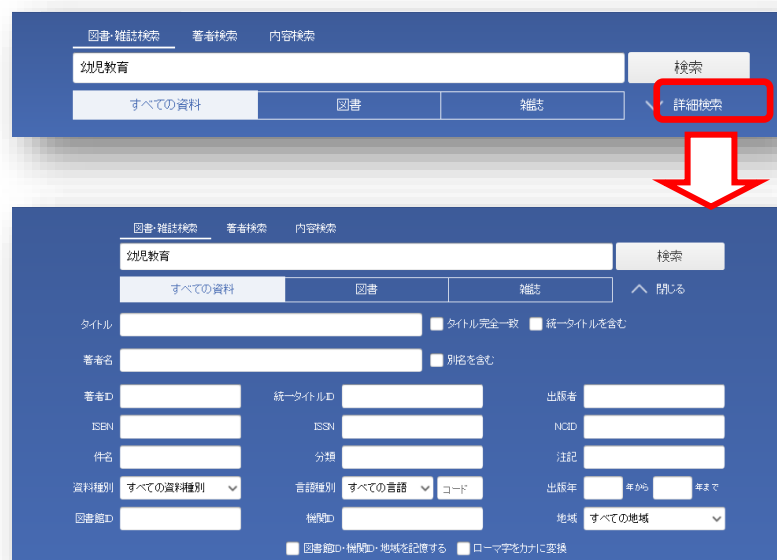 図書・雑誌検索 著者検索 内容検索
幼児教育 検索
すべての資料 図書 雑誌 詳細検索
図書・雑誌検索 著者検索 内容検索
幼児教育 検索
すべての資料 図書 雑誌 閉じる
タイトル タイトル完全一致 統一タイトルを含む
著者名 別名を含む
著者ID 統一タイトルID 出版者
ISBN ISSN NCID
件名 分類 注記
資料種別 すべての資料種別 言語種別 すべての言語 コード 出版年 年から 年まで
図書館ID 機関ID 地域 すべての地域
図書館ID・機関ID・地域を記憶する ローマ字をカナに変換